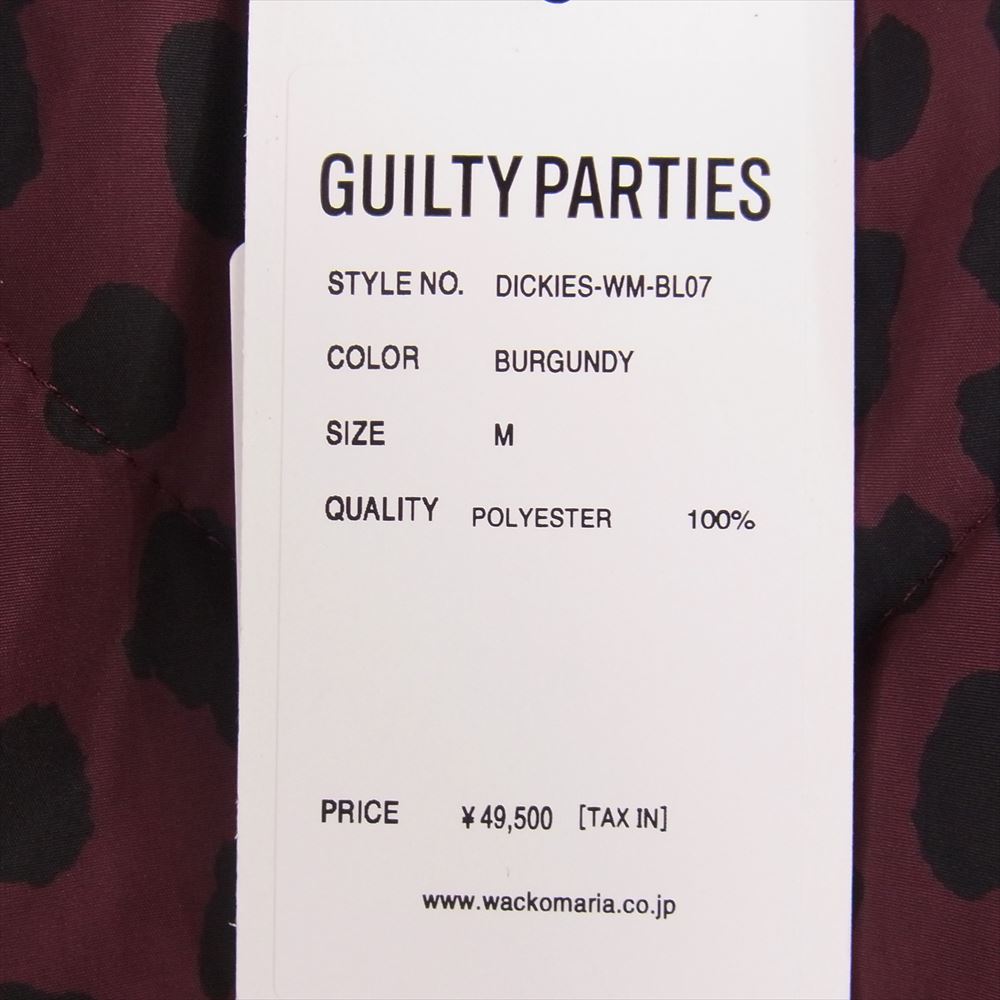 GUILTY PARTIES
STYLE NO. DICKIES-WM-BL07
COLOR BURGUNDY
SIZE M
QUALITY POLYESTER 100%
PRICE ¥49,500 [TAX IN]
www.wackomaria.co.jp